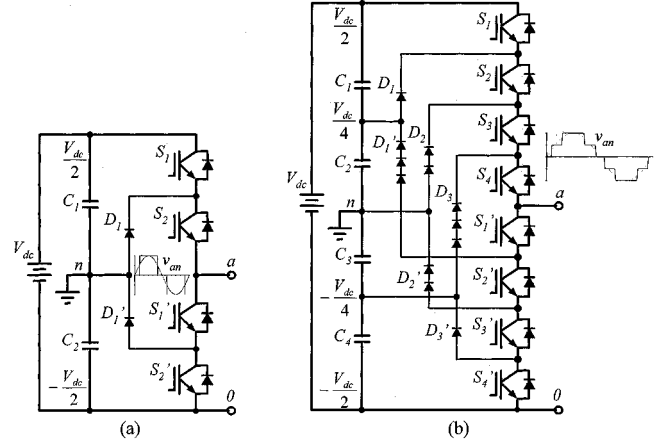 V_dc/2
S_1
C_1
V_dc
D_1
S_2
n
v_an
a
D_1'
S_1'
C_2
S_2'
-V_dc/2
0
(a)
V_dc/2
S_1
C_1
D_1
S_2
V_dc/4
D_1'
D_2
S_3
v_an
C_2
D_3
S_4
V_dc
n
a
S_1'
C_3
D_2'
S_2'
-V_dc/4
C_4
D_3'
S_3'
-V_dc/2
S_4'
0
(b)